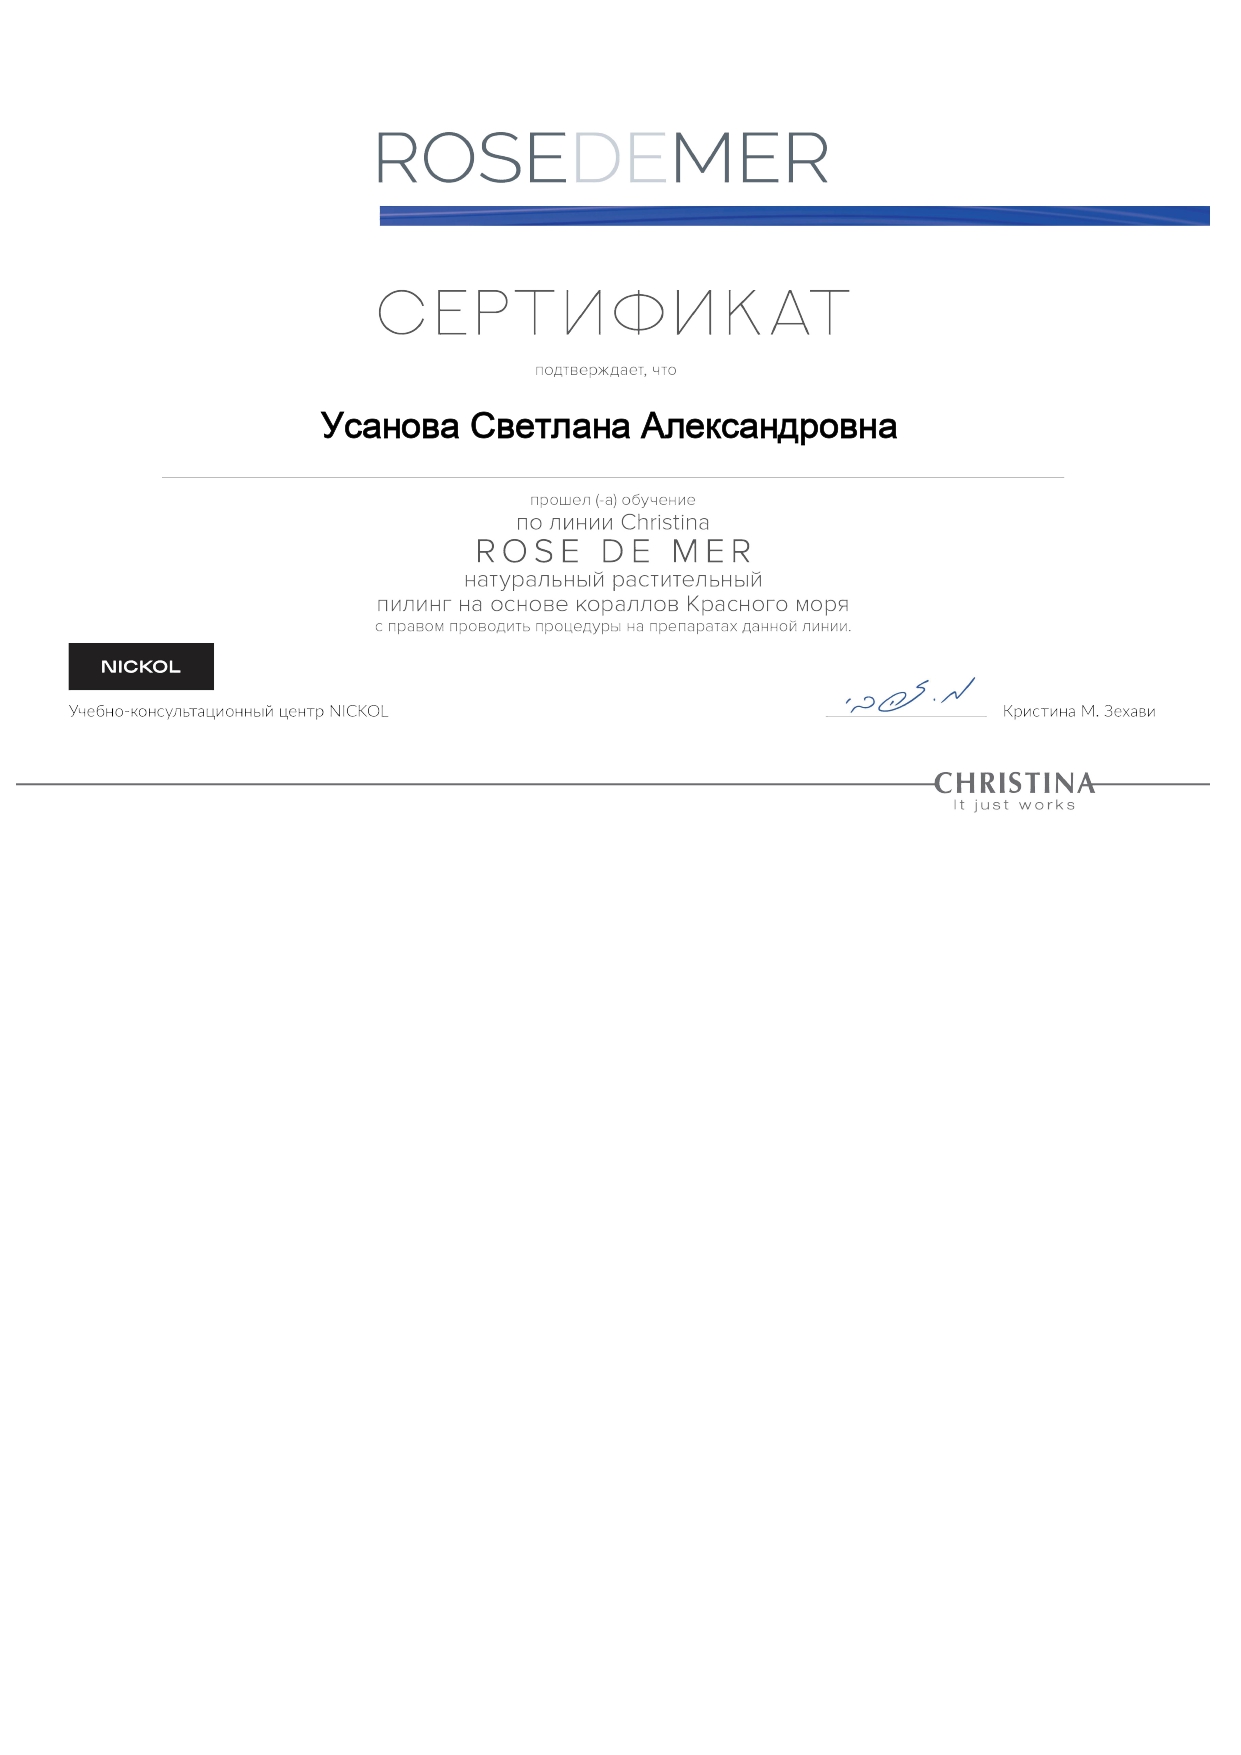 ROSEDEMER
СЕРТИФИКАТ
подтверждает, что
Усанова Светлана Александровна
прошел (-а) обучение
по линии Christina
ROSE DE MER
натуральный растительный
пилинг на основе кораллов Красного моря
с правом проводить процедуры на препаратах данной линии.
NICKOL
Учебно-консультационный центр NICKOL
Кристина М. Зехави
CHRISTINA
It just works